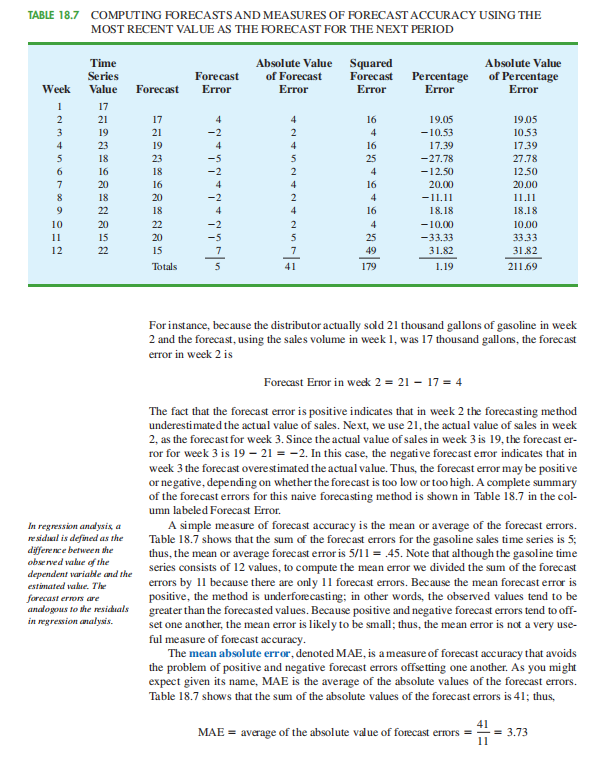 TABLE 18.7 COMPUTING FORECASTS AND MEASURES OF FORECAST ACCURACY USING THE
MOST RECENT VALUE AS THE FORECAST FOR THE NEXT PERIOD
Time Absolute Value Squared Absolute Value
Series Forecast of Forecast Forecast Percentage of Percentage
Week Value Forecast Error Error Error Error Error
1 17
2 21 17 4 4 16 19.05 19.05
3 19 21 −2 2 4 −10.53 10.53
4 23 19 4 4 16 17.39 17.39
5 18 23 −5 5 25 −27.78 27.78
6 16 18 −2 2 4 −12.50 12.50
7 20 16 4 4 16 20.00 20.00
8 18 20 −2 2 4 −11.11 11.11
9 22 18 4 4 16 18.18 18.18
10 20 22 −2 2 4 −10.00 10.00
11 15 20 −5 5 25 −33.33 33.33
12 22 15 7 7 49 31.82 31.82
Totals 5 41 179 1.19 211.69
For instance, because the distributor actually sold 21 thousand gallons of gasoline in week
2 and the forecast, using the sales volume in week 1, was 17 thousand gallons, the forecast
error in week 2 is
Forecast Error in week 2 = 21 − 17 = 4
The fact that the forecast error is positive indicates that in week 2 the forecasting method
underestimated the actual value of sales. Next, we use 21, the actual value of sales in week
2, as the forecast for week 3. Since the actual value of sales in week 3 is 19, the forecast er-
ror for week 3 is 19 − 21 = −2. In this case, the negative forecast error indicates that in
week 3 the forecast overestimated the actual value. Thus, the forecast error may be positive
or negative, depending on whether the forecast is too low or too high. A complete summary
of the forecast errors for this naive forecasting method is shown in Table 18.7 in the col-
umn labeled Forecast Error.
In regression analysis, a
residual is defined as the
difference between the
observed value of the
dependent variable and the
estimated value. The
forecast errors are
analogous to the residuals
in regression analysis.
A simple measure of forecast accuracy is the mean or average of the forecast errors.
Table 18.7 shows that the sum of the forecast errors for the gasoline sales time series is 5;
thus, the mean or average forecast error is 5/11 = .45. Note that although the gasoline time
series consists of 12 values, to compute the mean error we divided the sum of the forecast
errors by 11 because there are only 11 forecast errors. Because the mean forecast error is
positive, the method is underforecasting; in other words, the observed values tend to be
greater than the forecasted values. Because positive and negative forecast errors tend to off-
set one another, the mean error is likely to be small; thus, the mean error is not a very use-
ful measure of forecast accuracy.
The mean absolute error, denoted MAE, is a measure of forecast accuracy that avoids
the problem of positive and negative forecast errors offsetting one another. As you might
expect given its name, MAE is the average of the absolute values of the forecast errors.
Table 18.7 shows that the sum of the absolute values of the forecast errors is 41; thus,
MAE = average of the absolute value of forecast errors = 41/11 = 3.73